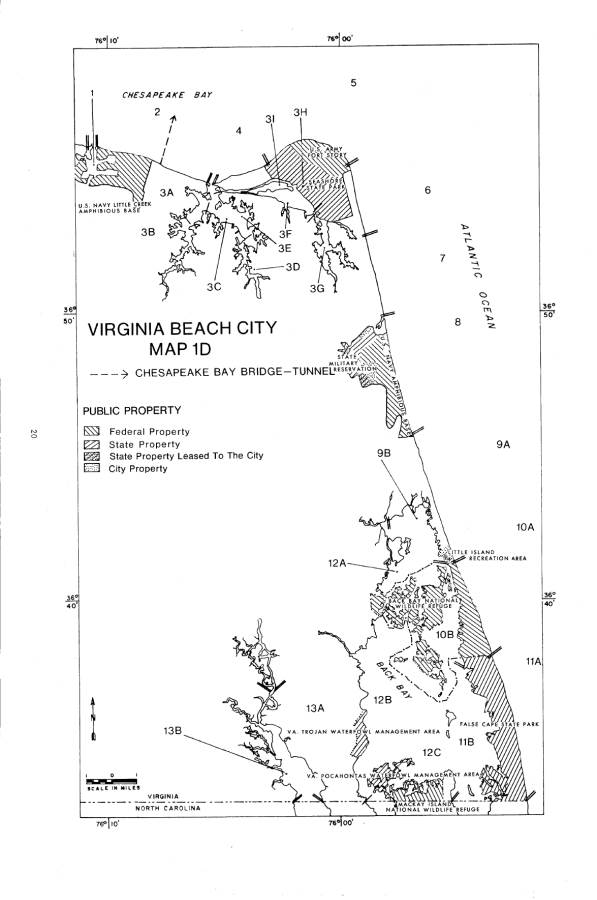 76° 10'
76° 00'
1
CHESAPEAKE BAY
2
5
3H
3I
4
U.S. ARMY
FORT STORY
SEASHORE
STATE PARK
3A
U.S. NAVY LITTLE CREEK
AMPHIBIOUS BASE
6
3B
3F
3E
3D
3C
3G
7
ATLANTIC OCEAN
36°
50'
36°
50'
8
VIRGINIA BEACH CITY
MAP 1D
STATE
MILITARY
RESERVATION
U.S. NAVY AMPHIBIOUS BASE
CHESAPEAKE BAY BRIDGE-TUNNEL
PUBLIC PROPERTY
Federal Property
State Property
State Property Leased To The City
City Property
20
9A
9B
10A
LITTLE ISLAND
RECREATION AREA
12A
36°
40'
36°
40'
BACK BAY NATIONAL
WILDLIFE REFUGE
10B
11A
BACK BAY
12B
13A
FALSE CAPE STATE PARK
13B
VA. TROJAN WATERFOWL MANAGEMENT AREA
11B
12C
N
VA. POCAHONTAS WATERFOWL MANAGEMENT AREA
0
SCALE IN MILES
VIRGINIA
NORTH CAROLINA
MACKAY ISLAND
NATIONAL WILDLIFE REFUGE
76° 10'
76° 00'